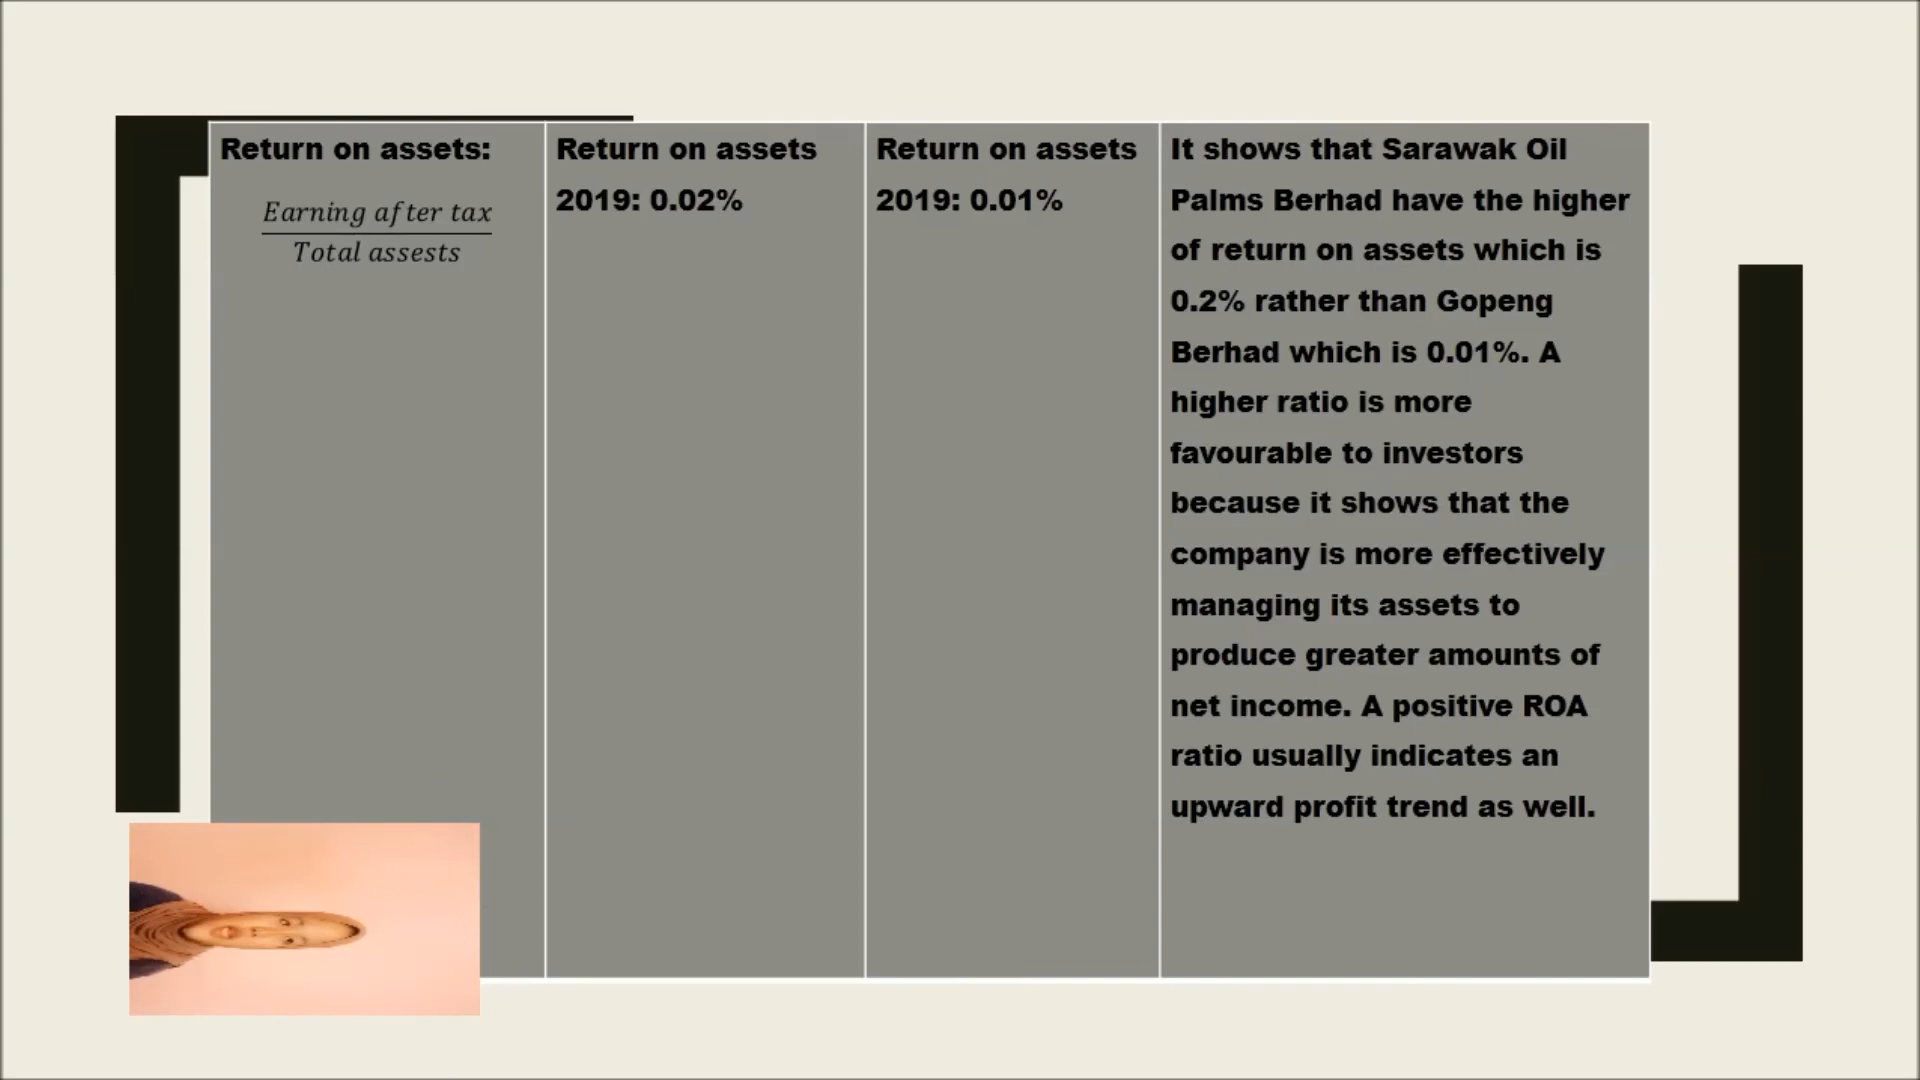 Return on assets:
Earning after tax
Total assests
Return on assets
2019: 0.02%
Return on assets
2019: 0.01%
It shows that Sarawak Oil
Palms Berhad have the higher
of return on assets which is
0.2% rather than Gopeng
Berhad which is 0.01%. A
higher ratio is more
favourable to investors
because it shows that the
company is more effectively
managing its assets to
produce greater amounts of
net income. A positive ROA
ratio usually indicates an
upward profit trend as well.